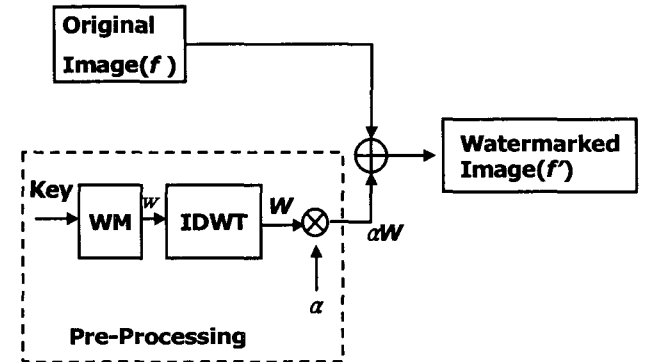 Original
Image(f )
Watermarked
Image(f')
Key
WM
w
IDWT
W
αW
α
Pre-Processing